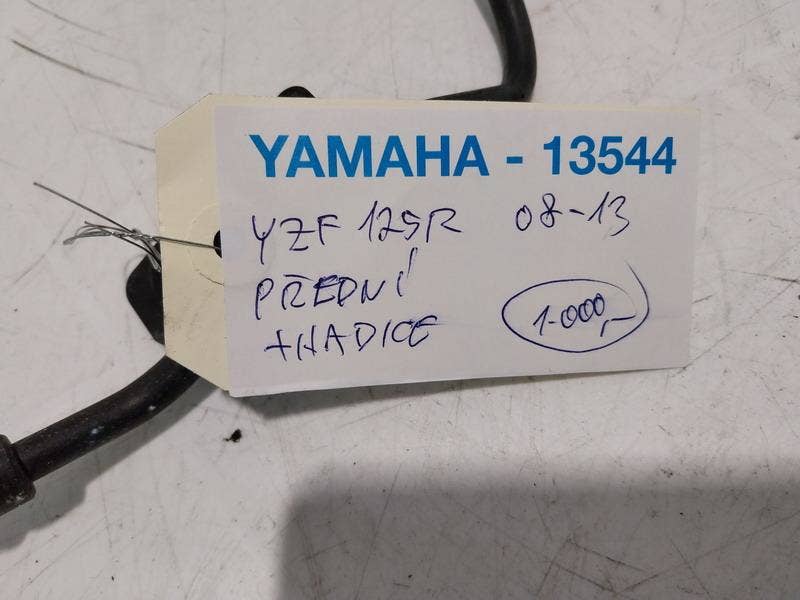 YAMAHA - 13544
YZF 125R 08-13
PŘEDNÍ
+HADICE
1.000,-